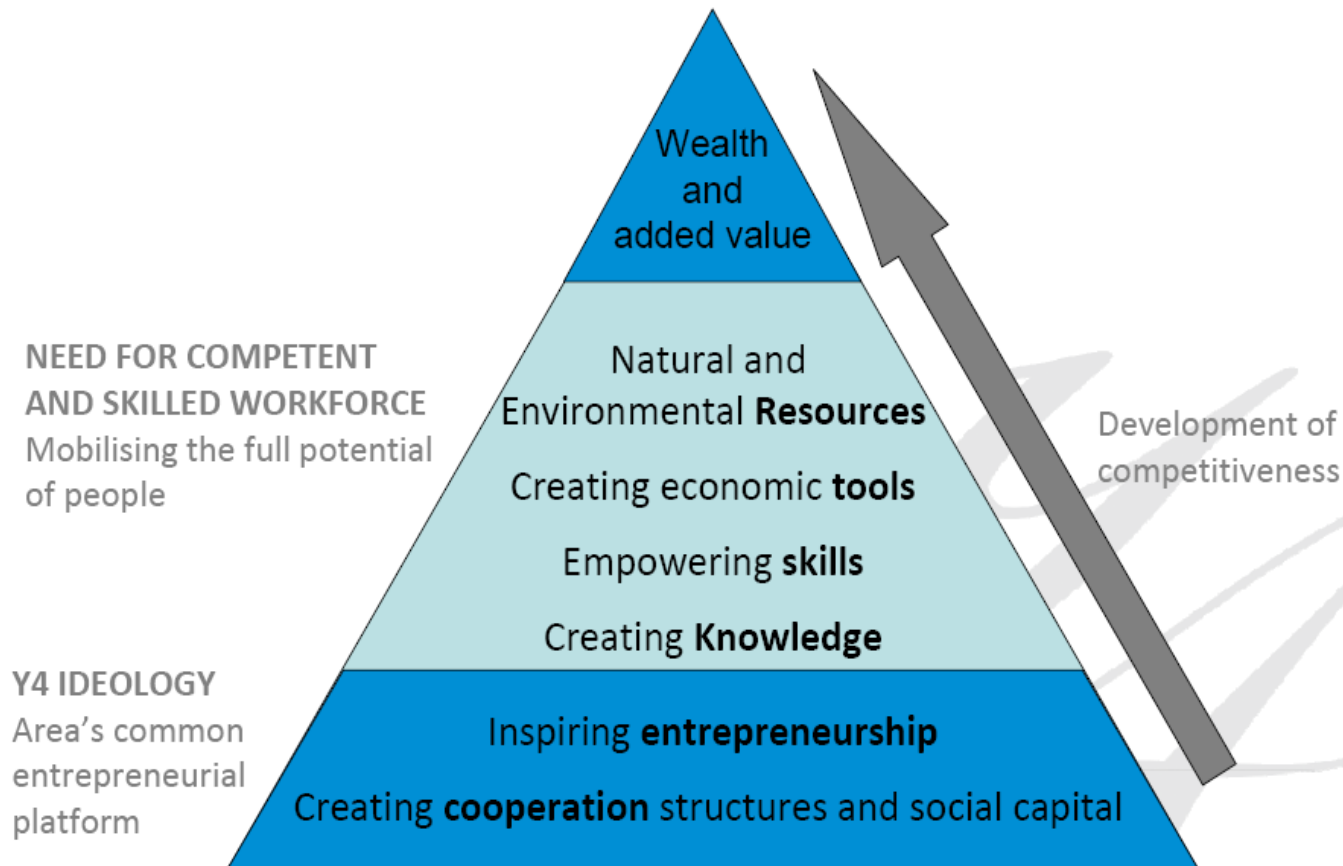 Wealth
and
added value
NEED FOR COMPETENT
AND SKILLED WORKFORCE
Mobilising the full potential
of people
Natural and
Environmental Resources
Creating economic tools
Empowering skills
Creating Knowledge
Development of
competitiveness
Y4 IDEOLOGY
Area's common
entrepreneurial
platform
Inspiring entrepreneurship
Creating cooperation structures and social capital